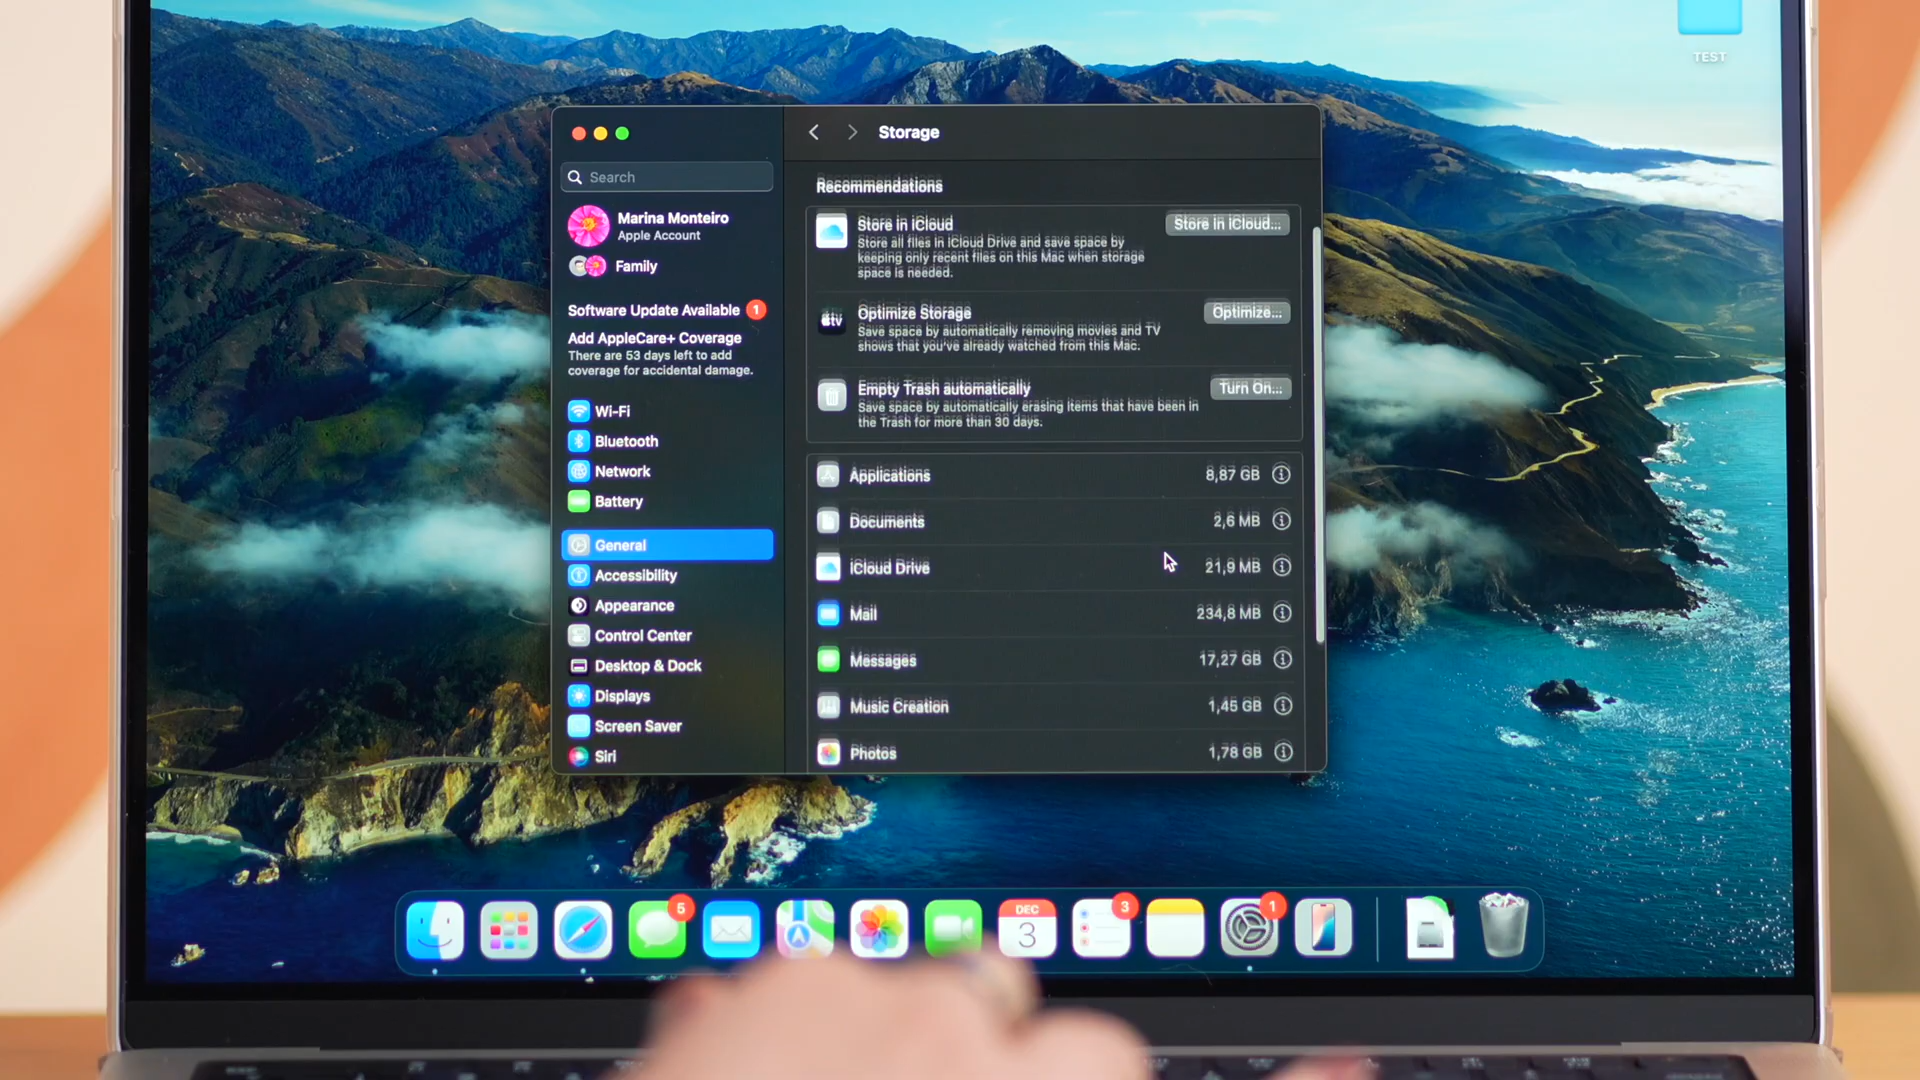 TEST
Storage
Search
Marina Monteiro
Apple Account
Family
Software Update Available 1
Add AppleCare+ Coverage
There are 53 days left to add
coverage for accidental damage.
Wi-Fi
Bluetooth
Network
Battery
General
Accessibility
Appearance
Control Center
Desktop & Dock
Displays
Screen Saver
Siri
Recommendations
Store in iCloud
Store in iCloud...
Store all files in iCloud Drive and save space by
keeping only recent files on this Mac when storage
space is needed.
tv
Optimize Storage
Optimize...
Save space by automatically removing movies and TV
shows that you've already watched from this Mac.
Empty Trash automatically
Turn On...
Save space by automatically erasing items that have been in
the Trash for more than 30 days.
Applications 8,87 GB
Documents 2,6 MB
iCloud Drive 21,9 MB
Mail 234,8 MB
Messages 17,27 GB
Music Creation 1,45 GB
Photos 1,78 GB
5
DEC
3
3
1